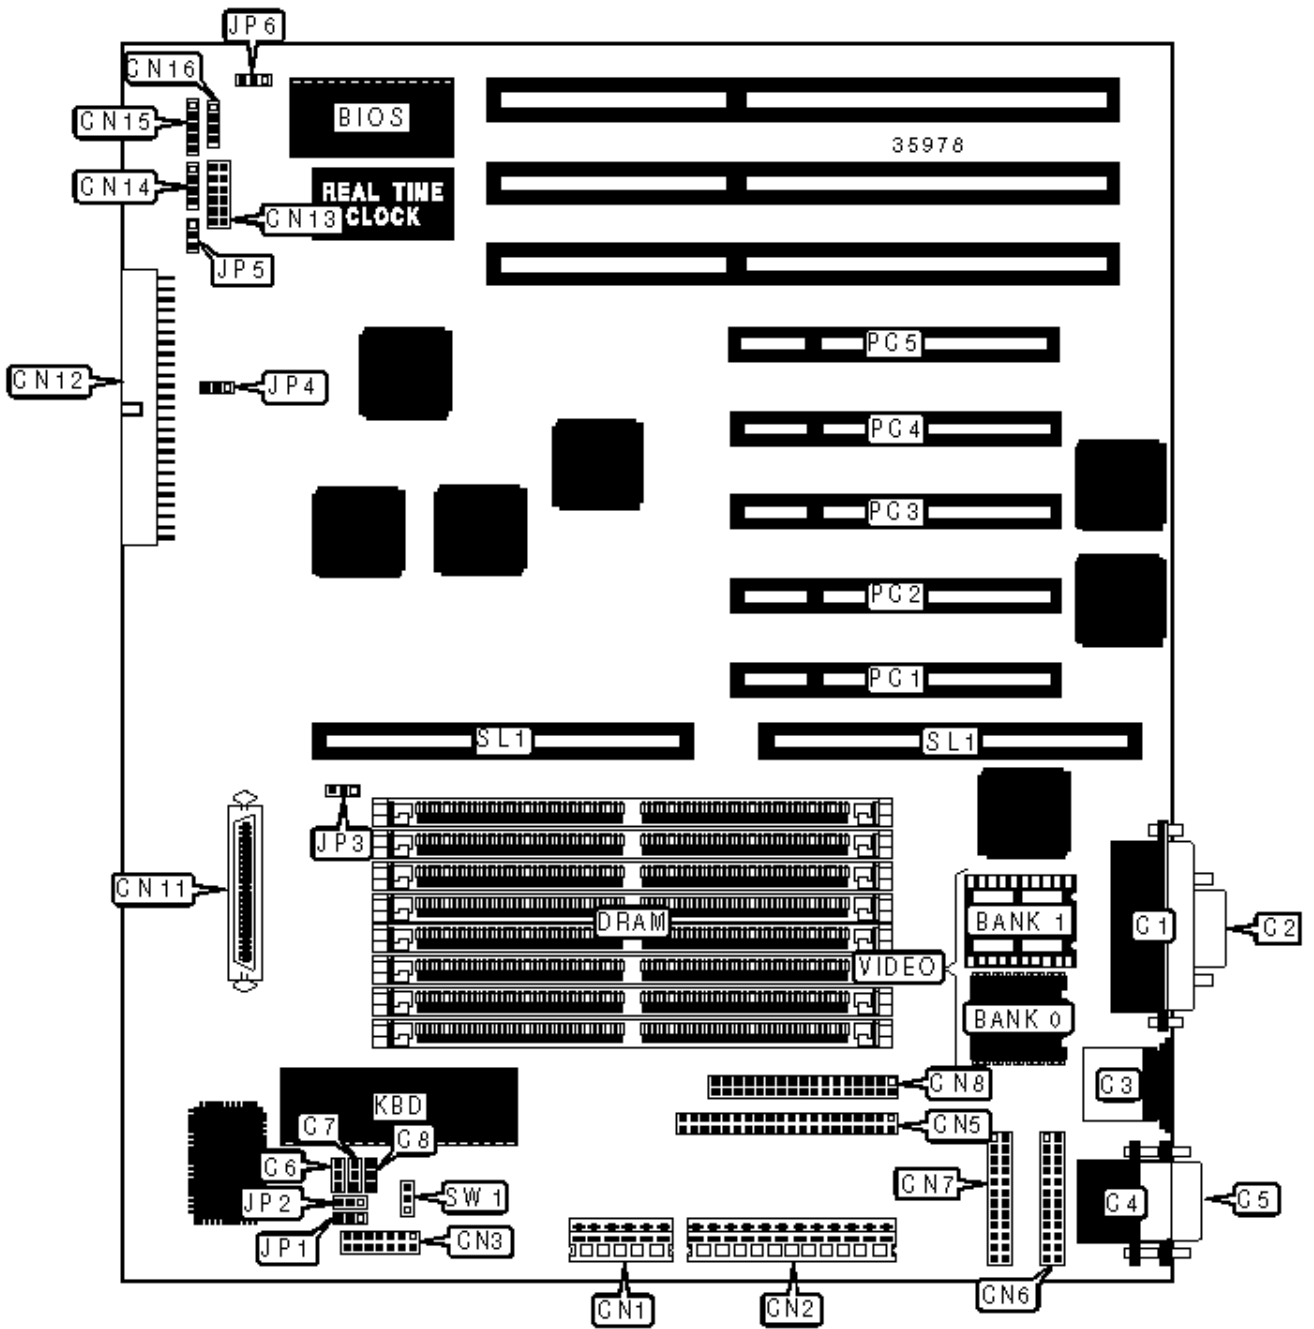 JP6
CN16
CN15
BIOS
35978
CN14
REAL TIME
CLOCK
CN13
JP5
PC5
CN12
JP4
PC4
PC3
PC2
PC1
SL1
SL1
JP3
CN11
DRAM
BANK 1
C1
C2
VIDEO
BANK 0
CN8
C3
KBD
C7
C8
CN5
C6
CN7
JP2
SW1
C4
C5
JP1
CN3
CN6
CN1
CN2